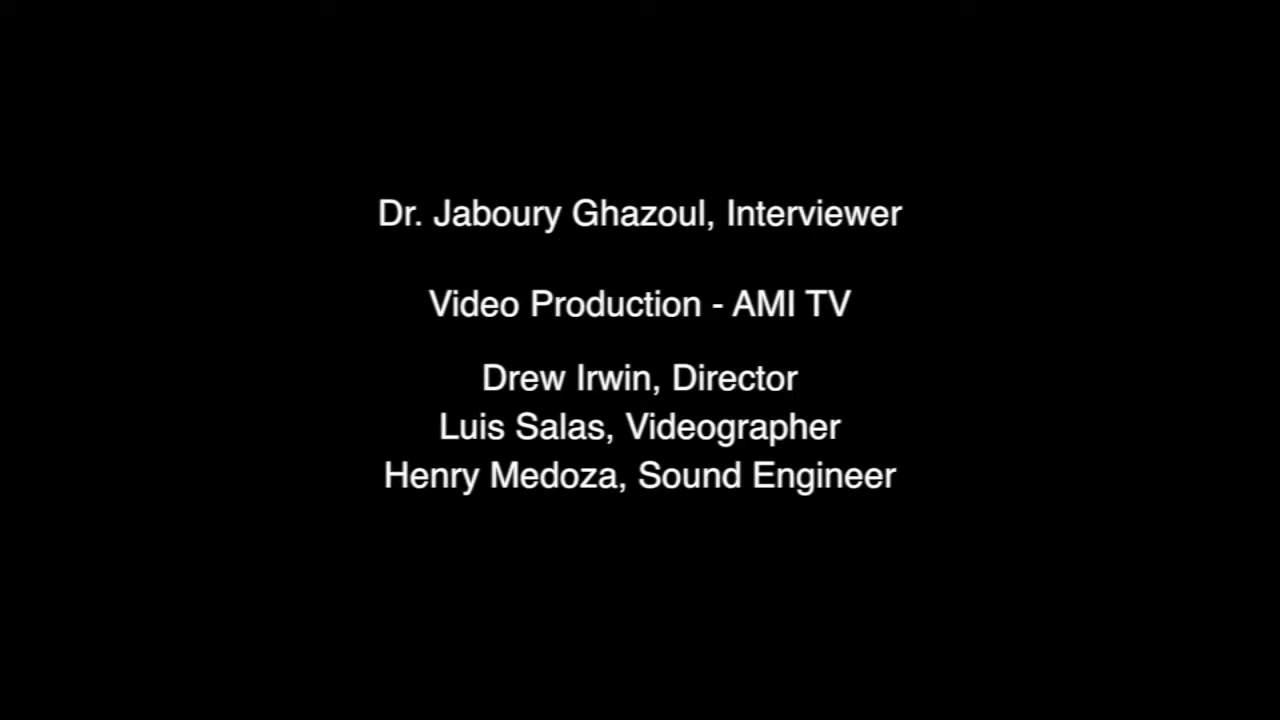 Dr. Jaboury Ghazoul, Interviewer
Video Production - AMI TV
Drew Irwin, Director
Luis Salas, Videographer
Henry Medoza, Sound Engineer